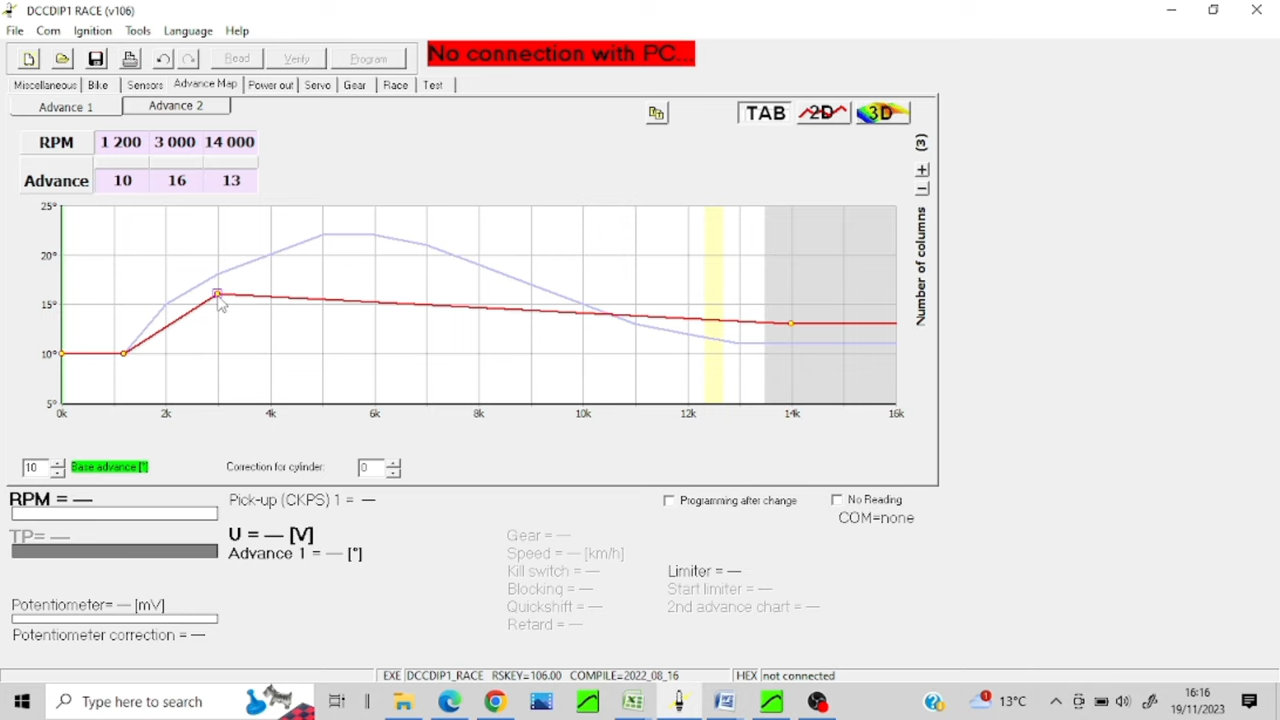 DCCDIP1 RACE (v106)
File Com Ignition Tools Language Help
Read Verify Program No connection with PC...
Miscellaneous Bike Sensors Advance Map Power out Servo Gear Race Test
Advance 1 Advance 2
TAB 2D 3D
RPM 1 200 3 000 14 000
Advance 10 16 13
Number of columns (3)
+
−
25°
20°
15°
10°
5°
0k 2k 4k 6k 8k 10k 12k 14k 16k
10 Base advance [°] Correction for cylinder: 0
RPM = — Pick-up (CKPS) 1 = — Programming after change No Reading
COM=none
TP= — U = — [V]
Advance 1 = — [°]
Gear = —
Speed = — [km/h]
Kill switch = — Limiter = —
Blocking = — Start limiter = —
Quickshift = — 2nd advance chart = —
Retard = —
Potentiometer= — [mV]
Potentiometer correction = —
EXE DCCDIP1_RACE RSKEY=106.00 COMPILE=2022_08_16 HEX not connected
Type here to search 1 13°C 16:16
19/11/2023